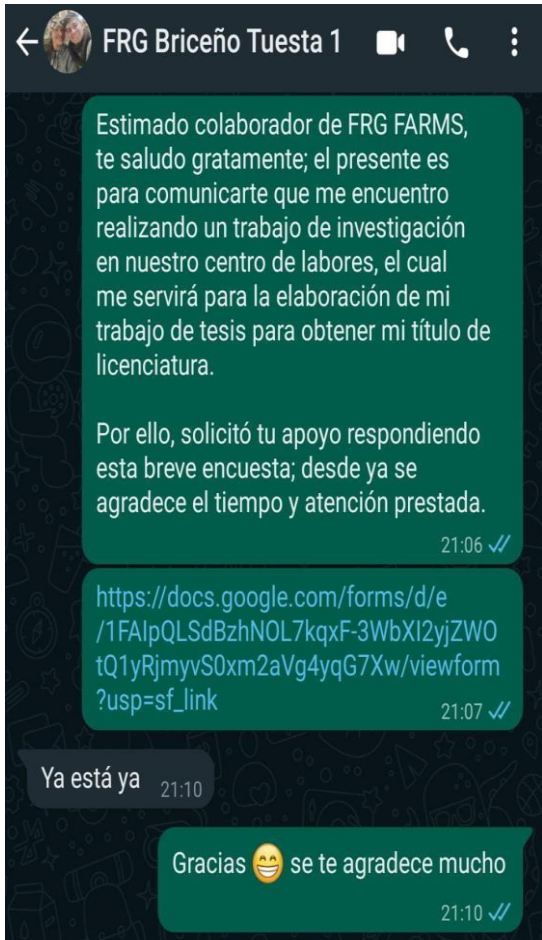 FRG Briceño Tuesta 1
Estimado colaborador de FRG FARMS,
te saludo gratamente; el presente es
para comunicarte que me encuentro
realizando un trabajo de investigación
en nuestro centro de labores, el cual
me servirá para la elaboración de mi
trabajo de tesis para obtener mi título de
licenciatura.
Por ello, solicitó tu apoyo respondiendo
esta breve encuesta; desde ya se
agradece el tiempo y atención prestada.
21:06
https://docs.google.com/forms/d/e
/1FAIpQLSdBzhNOL7kqxF-3WbXI2yjZWO
tQ1yRjmyvS0xm2aVg4yqG7Xw/viewform
?usp=sf_link
21:07
Ya está ya 21:10
Gracias 😁 se te agradece mucho
21:10